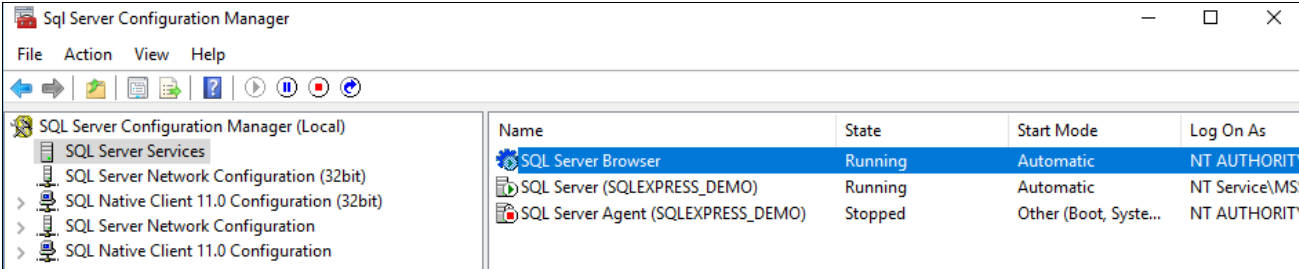 Sql Server Configuration Manager
File Action View Help
SQL Server Configuration Manager (Local)
SQL Server Services
SQL Server Network Configuration (32bit)
SQL Native Client 11.0 Configuration (32bit)
SQL Server Network Configuration
SQL Native Client 11.0 Configuration
Name State Start Mode Log On As
SQL Server Browser Running Automatic NT AUTHORITY
SQL Server (SQLEXPRESS_DEMO) Running Automatic NT Service\MS
SQL Server Agent (SQLEXPRESS_DEMO) Stopped Other (Boot, Syste... NT AUTHORIT